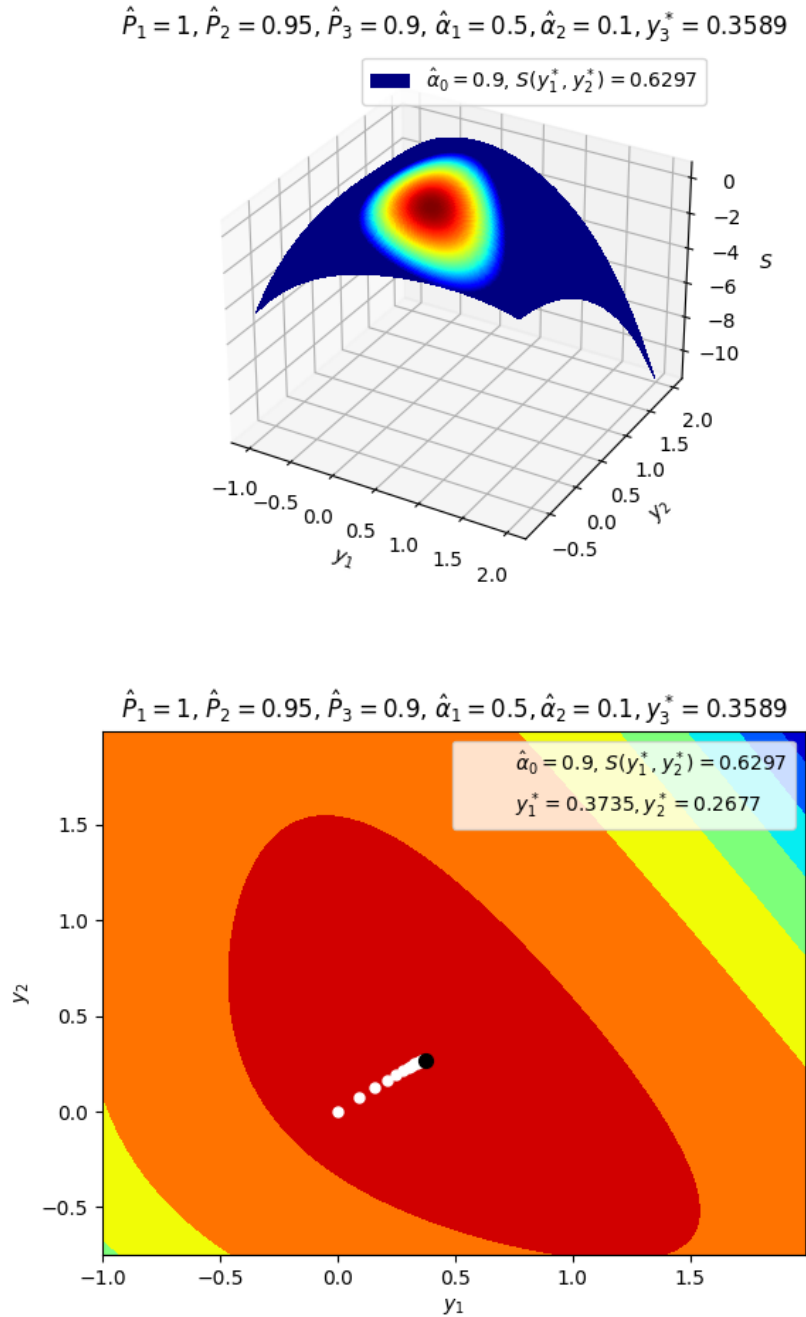 P̂₁ = 1, P̂₂ = 0.95, P̂₃ = 0.9, α̂₁ = 0.5, α̂₂ = 0.1, y₃* = 0.3589
α̂₀ = 0.9, S(y₁*, y₂*) = 0.6297
0
−2
−4
−6
−8
−10
S
−1.0
−0.5
0.0
0.5
1.0
1.5
2.0
y₁
−0.5
0.0
0.5
1.0
1.5
2.0
y₂
P̂₁ = 1, P̂₂ = 0.95, P̂₃ = 0.9, α̂₁ = 0.5, α̂₂ = 0.1, y₃* = 0.3589
α̂₀ = 0.9, S(y₁*, y₂*) = 0.6297
y₁* = 0.3735, y₂* = 0.2677
1.5
1.0
0.5
0.0
−0.5
y₂
−1.0 −0.5 0.0 0.5 1.0 1.5
y₁